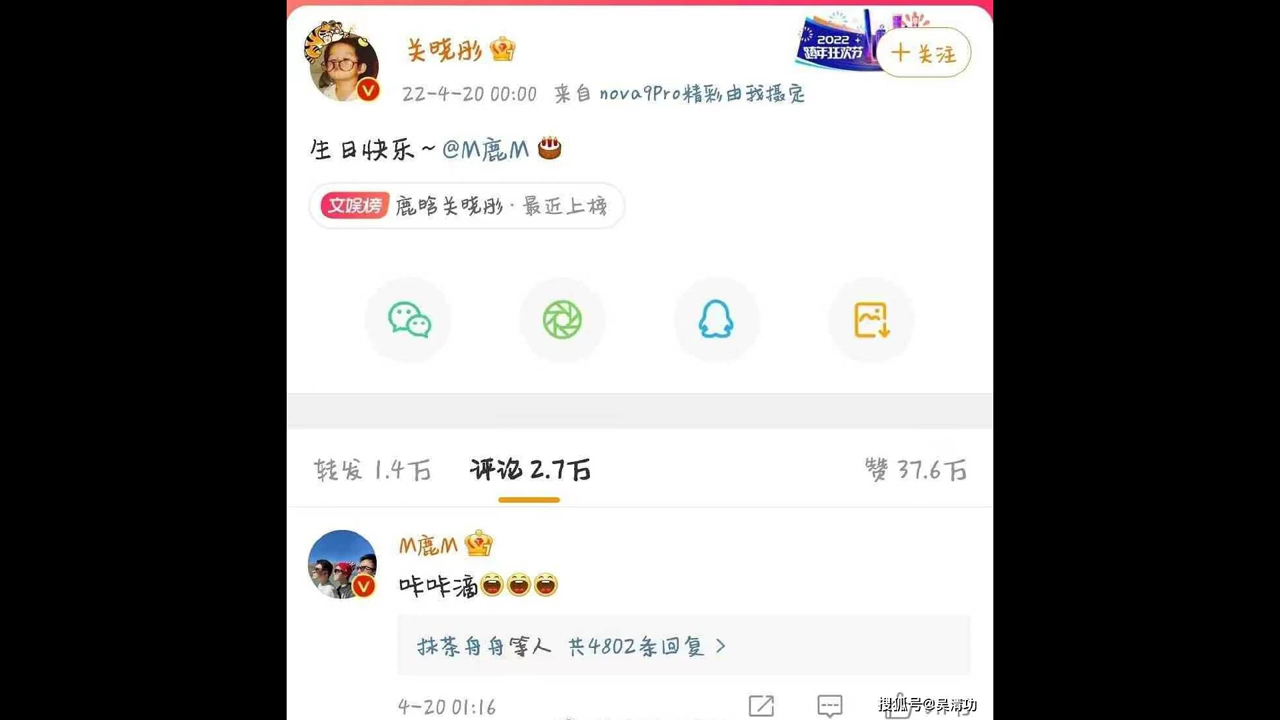 关晓彤
2022
跨年狂欢节
+关注
22-4-20 00:00 来自 nova9Pro精彩由我摄定
生日快乐~@M鹿M
文娱榜 鹿晗关晓彤·最近上榜
转发 1.4万 评论 2.7万 赞 37.6万
M鹿M
咔咔滴
抹茶舟舟等人 共4802条回复 >
4-20 01:16
搜狐号@吴清功